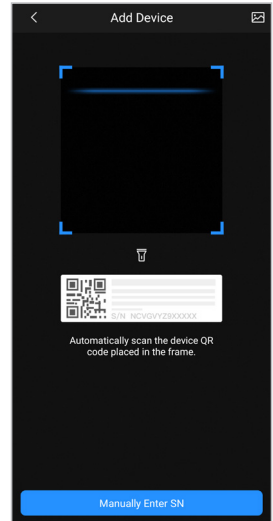 Add Device
S/N NCVGVYZ9XXXXX
Automatically scan the device QR
code placed in the frame.
Manually Enter SN